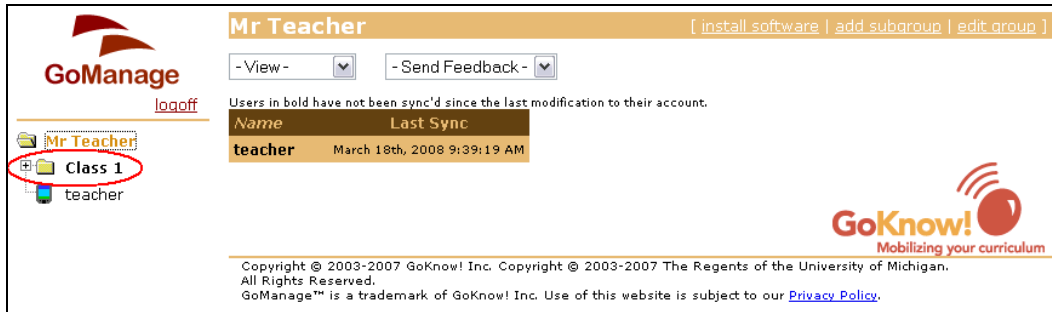 GoManage
logoff
Mr Teacher
Class 1
teacher
Mr Teacher [ install software | add subgroup | edit group ]
-View- -Send Feedback-
Users in bold have not been sync'd since the last modification to their account.
Name Last Sync
teacher March 18th, 2008 9:39:19 AM
GoKnow!
Mobilizing your curriculum
Copyright © 2003-2007 GoKnow! Inc. Copyright © 2003-2007 The Regents of the University of Michigan.
All Rights Reserved.
GoManage™ is a trademark of GoKnow! Inc. Use of this website is subject to our Privacy Policy.